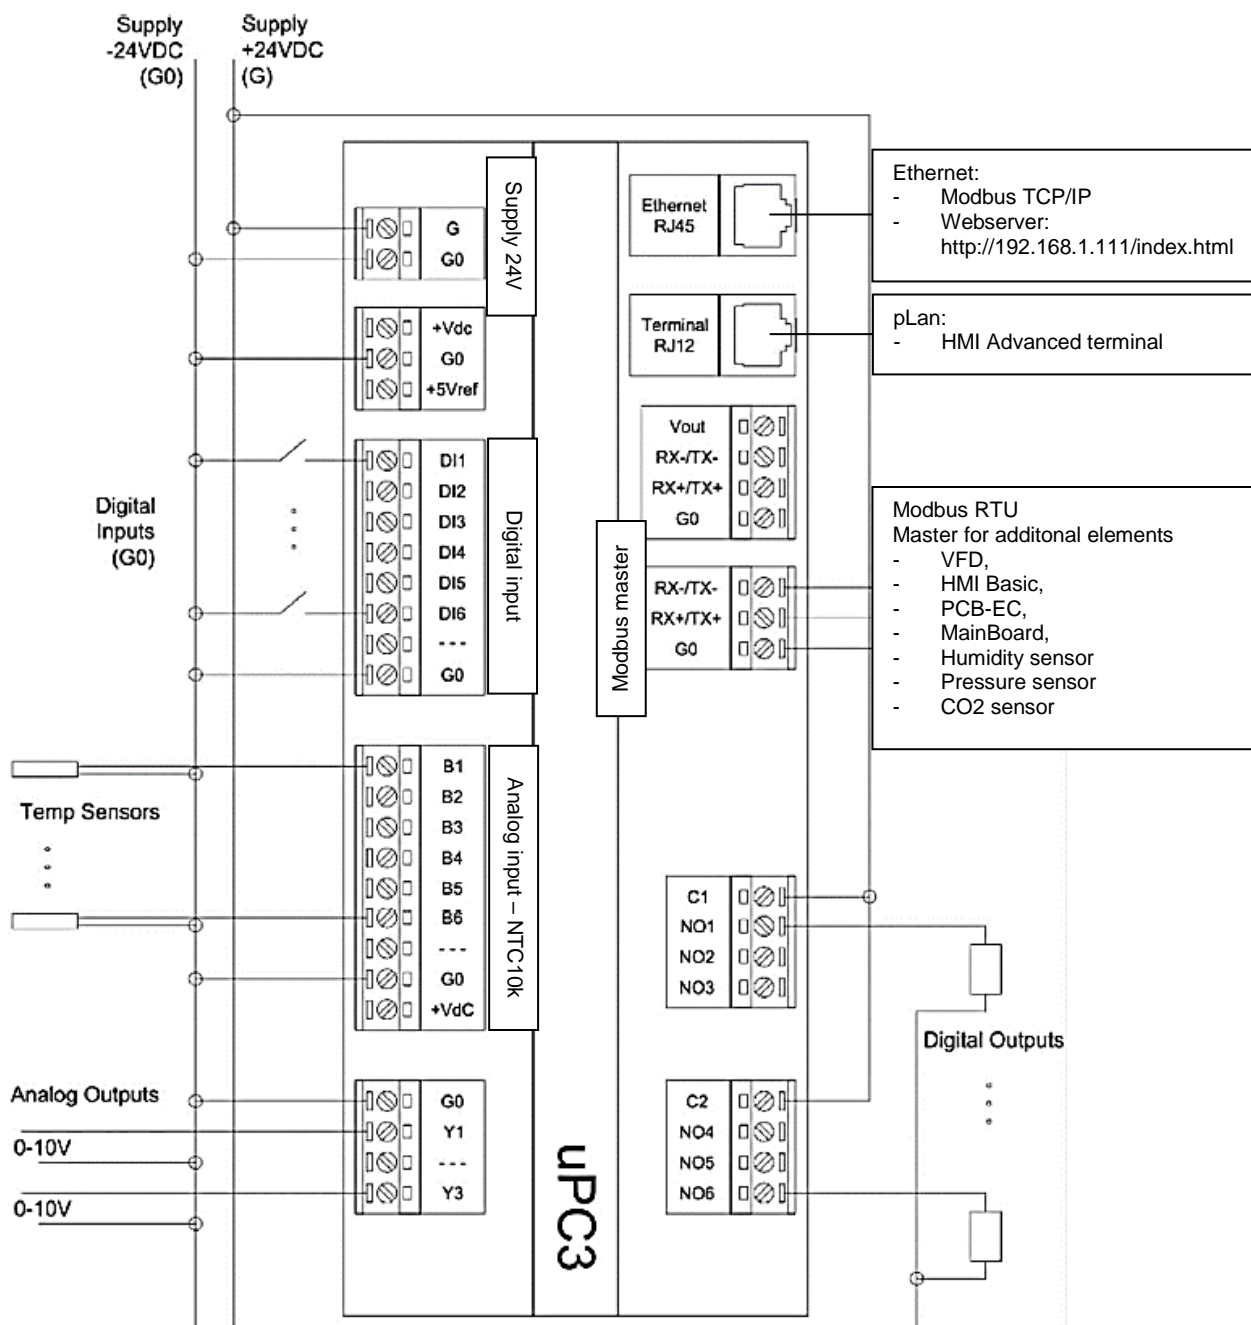 Supply
-24VDC
(G0)
Supply
+24VDC
(G)
G
G0
Supply 24V
+Vdc
G0
+5Vref
Digital
Inputs
(G0)
DI1
DI2
DI3
DI4
DI5
DI6
---
G0
Digital input
Temp Sensors
B1
B2
B3
B4
B5
B6
---
G0
+VdC
Analog input – NTC10k
Analog Outputs
0-10V
0-10V
G0
Y1
---
Y3
uPC3
Ethernet
RJ45
Terminal
RJ12
Vout
RX-/TX-
RX+/TX+
G0
Modbus master
RX-/TX-
RX+/TX+
G0
C1
NO1
NO2
NO3
C2
NO4
NO5
NO6
Digital Outputs
Ethernet:
- Modbus TCP/IP
- Webserver:
http://192.168.1.111/index.html
pLan:
- HMI Advanced terminal
Modbus RTU
Master for additonal elements
- VFD,
- HMI Basic,
- PCB-EC,
- MainBoard,
- Humidity sensor
- Pressure sensor
- CO2 sensor